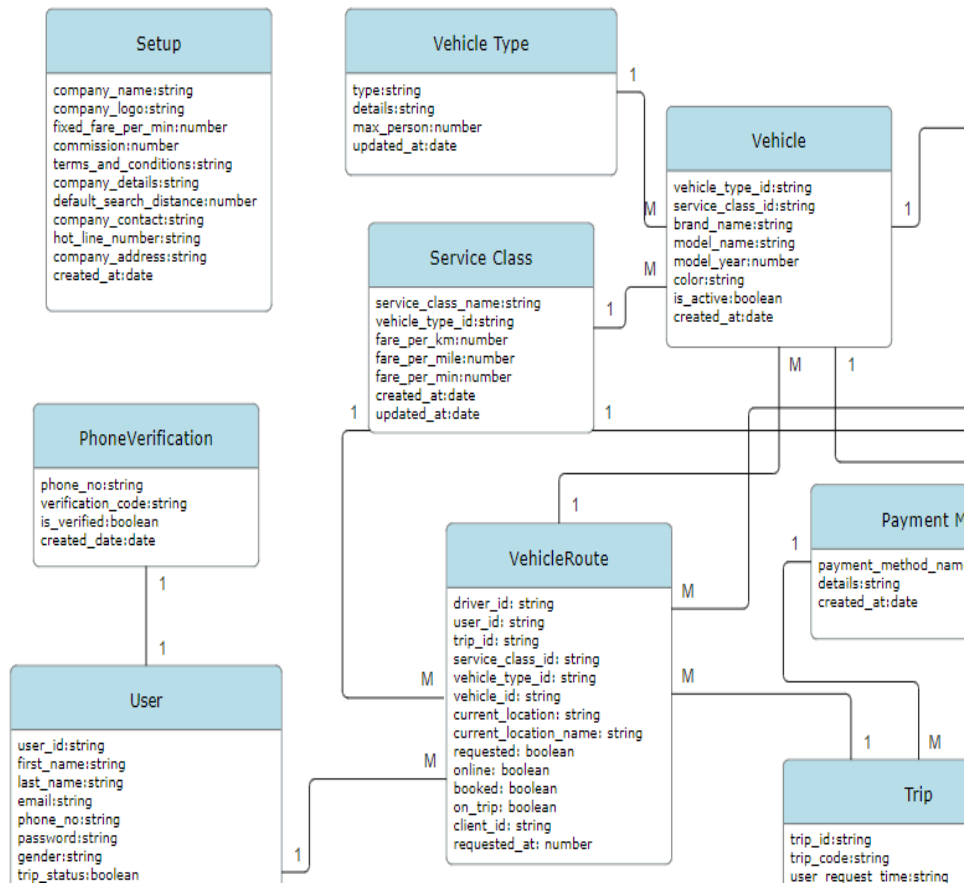 Setup
company_name:string
company_logo:string
fixed_fare_per_min:number
commission:number
terms_and_conditions:string
company_details:string
default_search_distance:number
company_contact:string
hot_line_number:string
company_address:string
created_at:date
Vehicle Type
type:string
details:string
max_person:number
updated_at:date
1
M
Vehicle
vehicle_type_id:string
service_class_id:string
brand_name:string
model_name:string
model_year:number
color:string
is_active:boolean
created_at:date
1
M
1
M
1
Service Class
service_class_name:string
vehicle_type_id:string
fare_per_km:number
fare_per_mile:number
fare_per_min:number
created_at:date
updated_at:date
1
1
PhoneVerification
phone_no:string
verification_code:string
is_verified:boolean
created_date:date
1
1
User
user_id:string
first_name:string
last_name:string
email:string
phone_no:string
password:string
gender:string
trip_status:boolean
1
M
M
1
VehicleRoute
driver_id: string
user_id: string
trip_id: string
service_class_id: string
vehicle_type_id: string
vehicle_id: string
current_location: string
current_location_name: string
requested: boolean
online: boolean
booked: boolean
on_trip: boolean
client_id: string
requested_at: number
M
M
1
Payment M
payment_method_nam
details:string
created_at:date
1
M
Trip
trip_id:string
trip_code:string
user_request_time:string